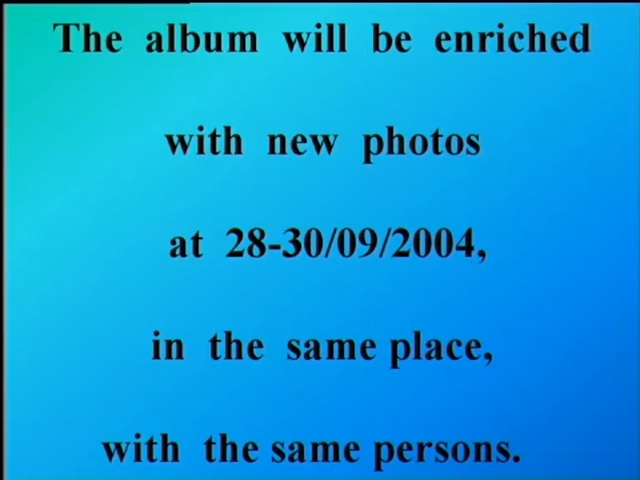 The album will be enriched
with new photos
at 28-30/09/2004,
in the same place,
with the same persons.